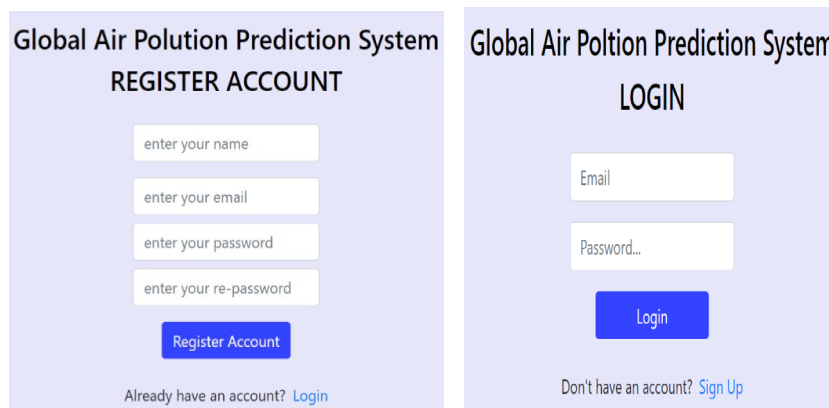 Global Air Polution Prediction System
REGISTER ACCOUNT
enter your name
enter your email
enter your password
enter your re-password
Register Account
Already have an account? Login
Global Air Poltion Prediction System
LOGIN
Email
Password...
Login
Don't have an account? Sign Up